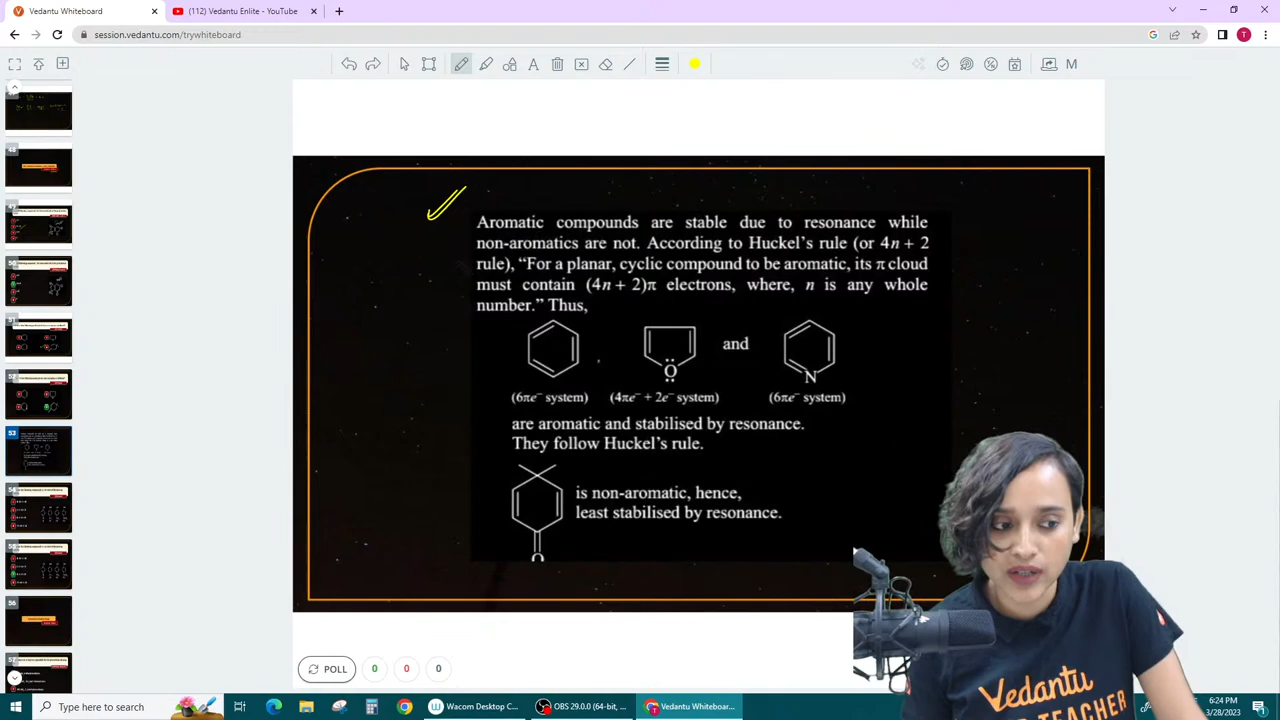 Vedantu Whiteboard
(112) Vedantu Enlite - YouTube
session.vedantu.com/trywhiteboard
T
A
M
48
49
53
56
Aromatic compounds are stable due to resonance while
non-aromatics are not. According to Huckel's rule (or 4n + 2
rule), "For a planar, cyclic compound to be aromatic, its π cloud
must contain (4n + 2)π electrons, where, n is any whole
number." Thus,
,
and
O
N
(6πe⁻ system) (4πe⁻ + 2e⁻ system) (6πe⁻ system)
are aromatic and stabilised by resonance.
They follow Huckel's rule.
is non-aromatic, hence,
least stabilised by resonance.
O
OLL 0 0 0
Vedantu
TEACHER
Type here to search
Wacom Desktop C...
OBS 29.0.0 (64-bit, ...
Vedantu Whiteboar...
6:24 PM
3/28/2023